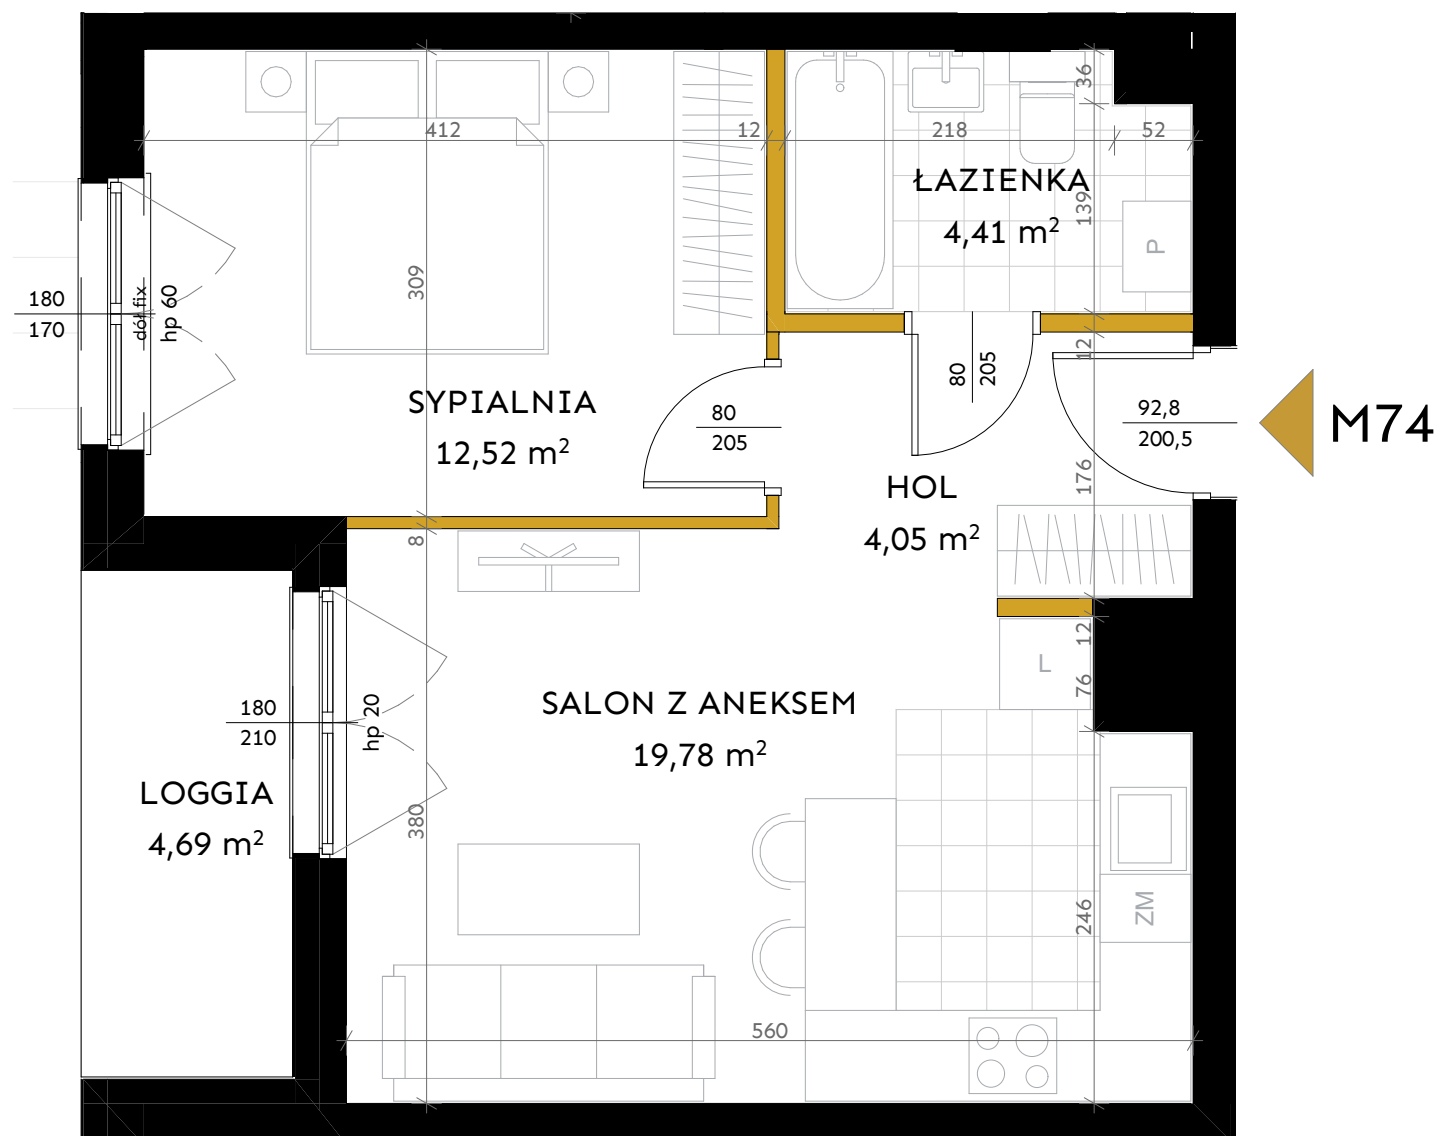 36
412
12
218
52
ŁAZIENKA
4,41 m²
139
P
309
180
170
dół fix
hp 60
12
80
205
SYPIALNIA
12,52 m²
80
205
92,8
200,5
M74
176
HOL
4,05 m²
8
12
L
76
180
210
hp 20
SALON Z ANEKSEM
19,78 m²
LOGGIA
4,69 m²
380
246
ZM
560